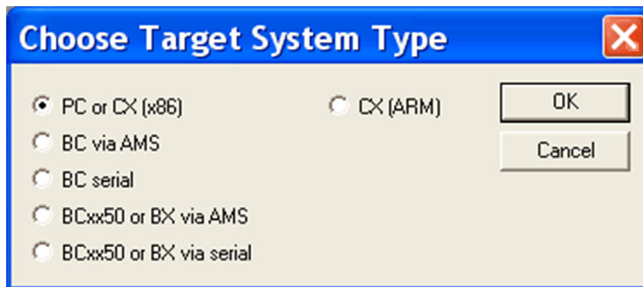 Choose Target System Type
PC or CX (x86)
CX (ARM)
OK
BC via AMS
Cancel
BC serial
BCxx50 or BX via AMS
BCxx50 or BX via serial